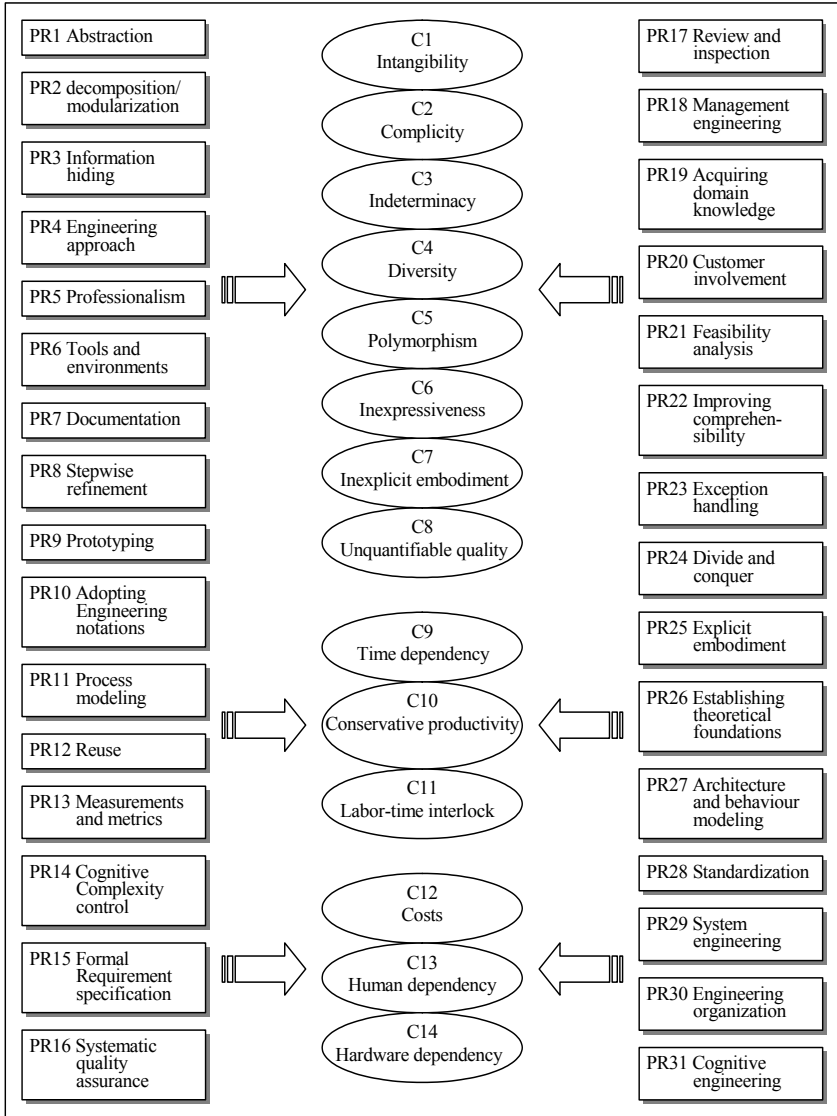 PR1 Abstraction
PR2 decomposition/
modularization
PR3 Information
hiding
PR4 Engineering
approach
PR5 Professionalism
PR6 Tools and
environments
PR7 Documentation
PR8 Stepwise
refinement
PR9 Prototyping
PR10 Adopting
Engineering
notations
PR11 Process
modeling
PR12 Reuse
PR13 Measurements
and metrics
PR14 Cognitive
Complexity
control
PR15 Formal
Requirement
specification
PR16 Systematic
quality
assurance
C1
Intangibility
C2
Complicity
C3
Indeterminacy
C4
Diversity
C5
Polymorphism
C6
Inexpressiveness
C7
Inexplicit embodiment
C8
Unquantifiable quality
C9
Time dependency
C10
Conservative productivity
C11
Labor-time interlock
C12
Costs
C13
Human dependency
C14
Hardware dependency
PR17 Review and
inspection
PR18 Management
engineering
PR19 Acquiring
domain
knowledge
PR20 Customer
involvement
PR21 Feasibility
analysis
PR22 Improving
comprehen-
sibility
PR23 Exception
handling
PR24 Divide and
conquer
PR25 Explicit
embodiment
PR26 Establishing
theoretical
foundations
PR27 Architecture
and behaviour
modeling
PR28 Standardization
PR29 System
engineering
PR30 Engineering
organization
PR31 Cognitive
engineering